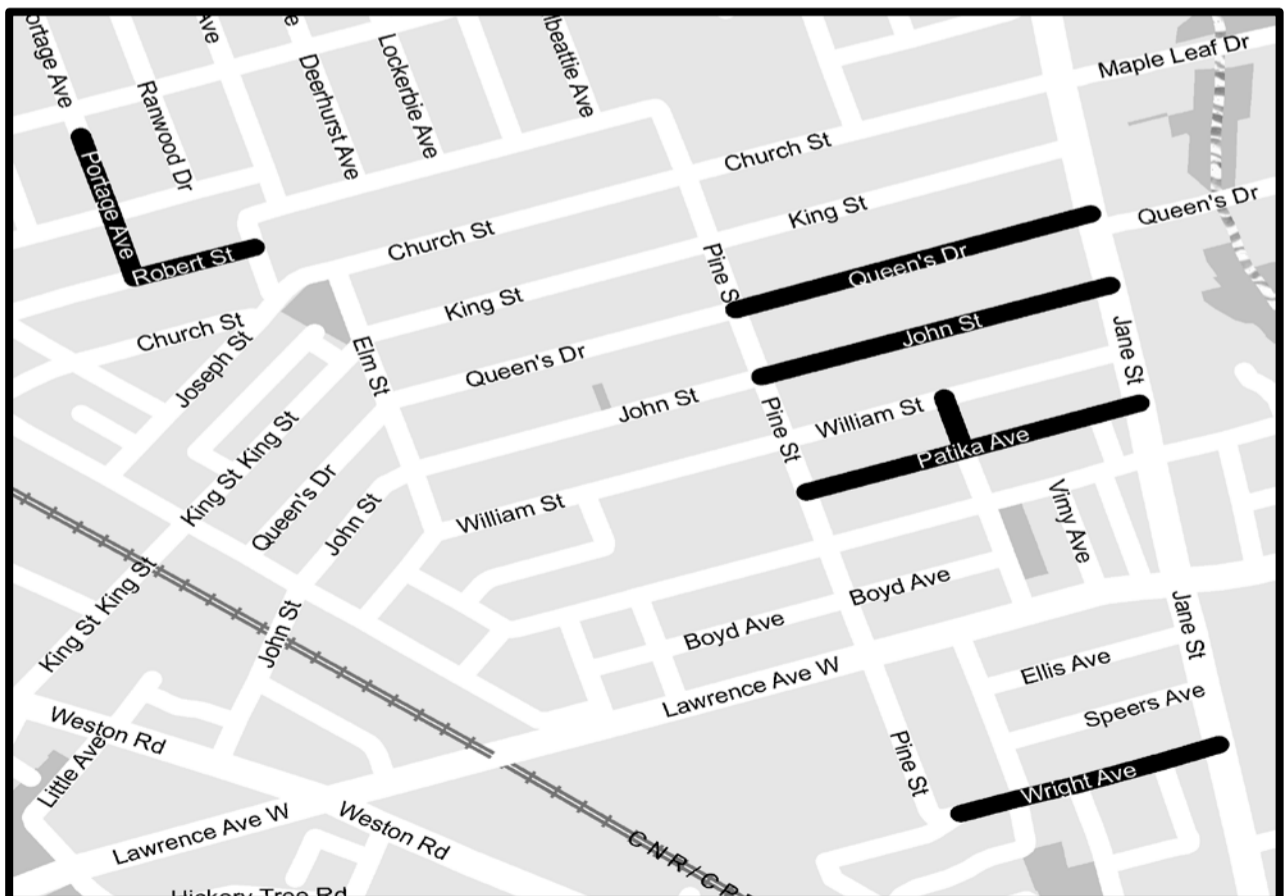 Maple Leaf Dr
Lockerbie Ave
Deerhurst Ave
Ranwood Dr
Portage Ave
Robert St
Church St
Church St
King St
Queen's Dr
Queen's Dr
Pine St
King St
Church St
Joseph St
Elm St
Queen's Dr
John St
John St
Jane St
Pine St
William St
Patika Ave
King St
King St
Queen's Dr
John St
William St
Vimy Ave
King St
King St
John St
Boyd Ave
Boyd Ave
Jane St
Ellis Ave
Lawrence Ave W
Speers Ave
Weston Rd
Little Ave
Pine St
Wright Ave
Lawrence Ave W
Weston Rd
Hickory Tree Rd